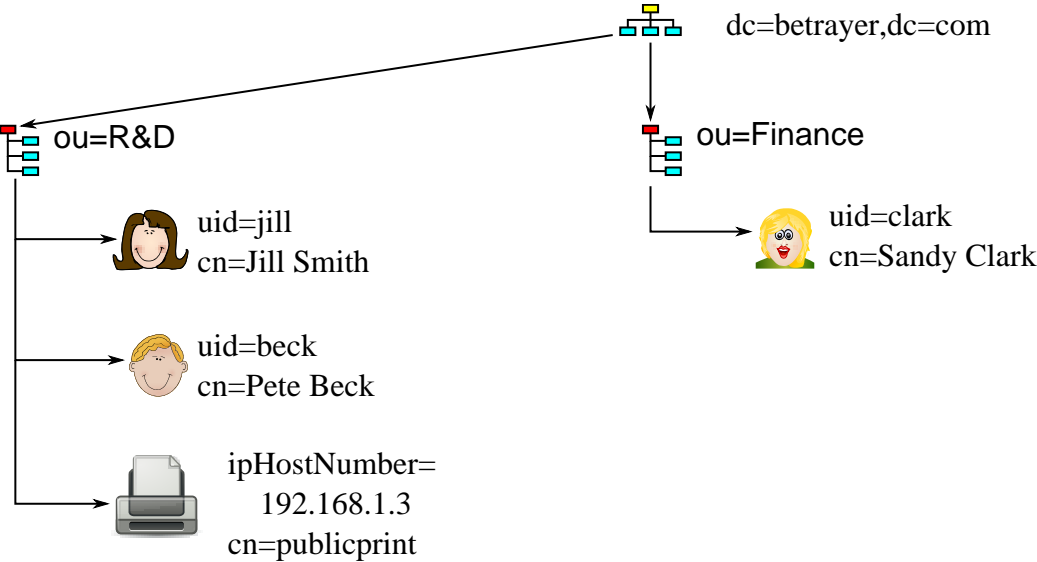 dc=betrayer,dc=com
ou=R&D
ou=Finance
uid=jill
cn=Jill Smith
uid=clark
cn=Sandy Clark
uid=beck
cn=Pete Beck
ipHostNumber=
192.168.1.3
cn=publicprint